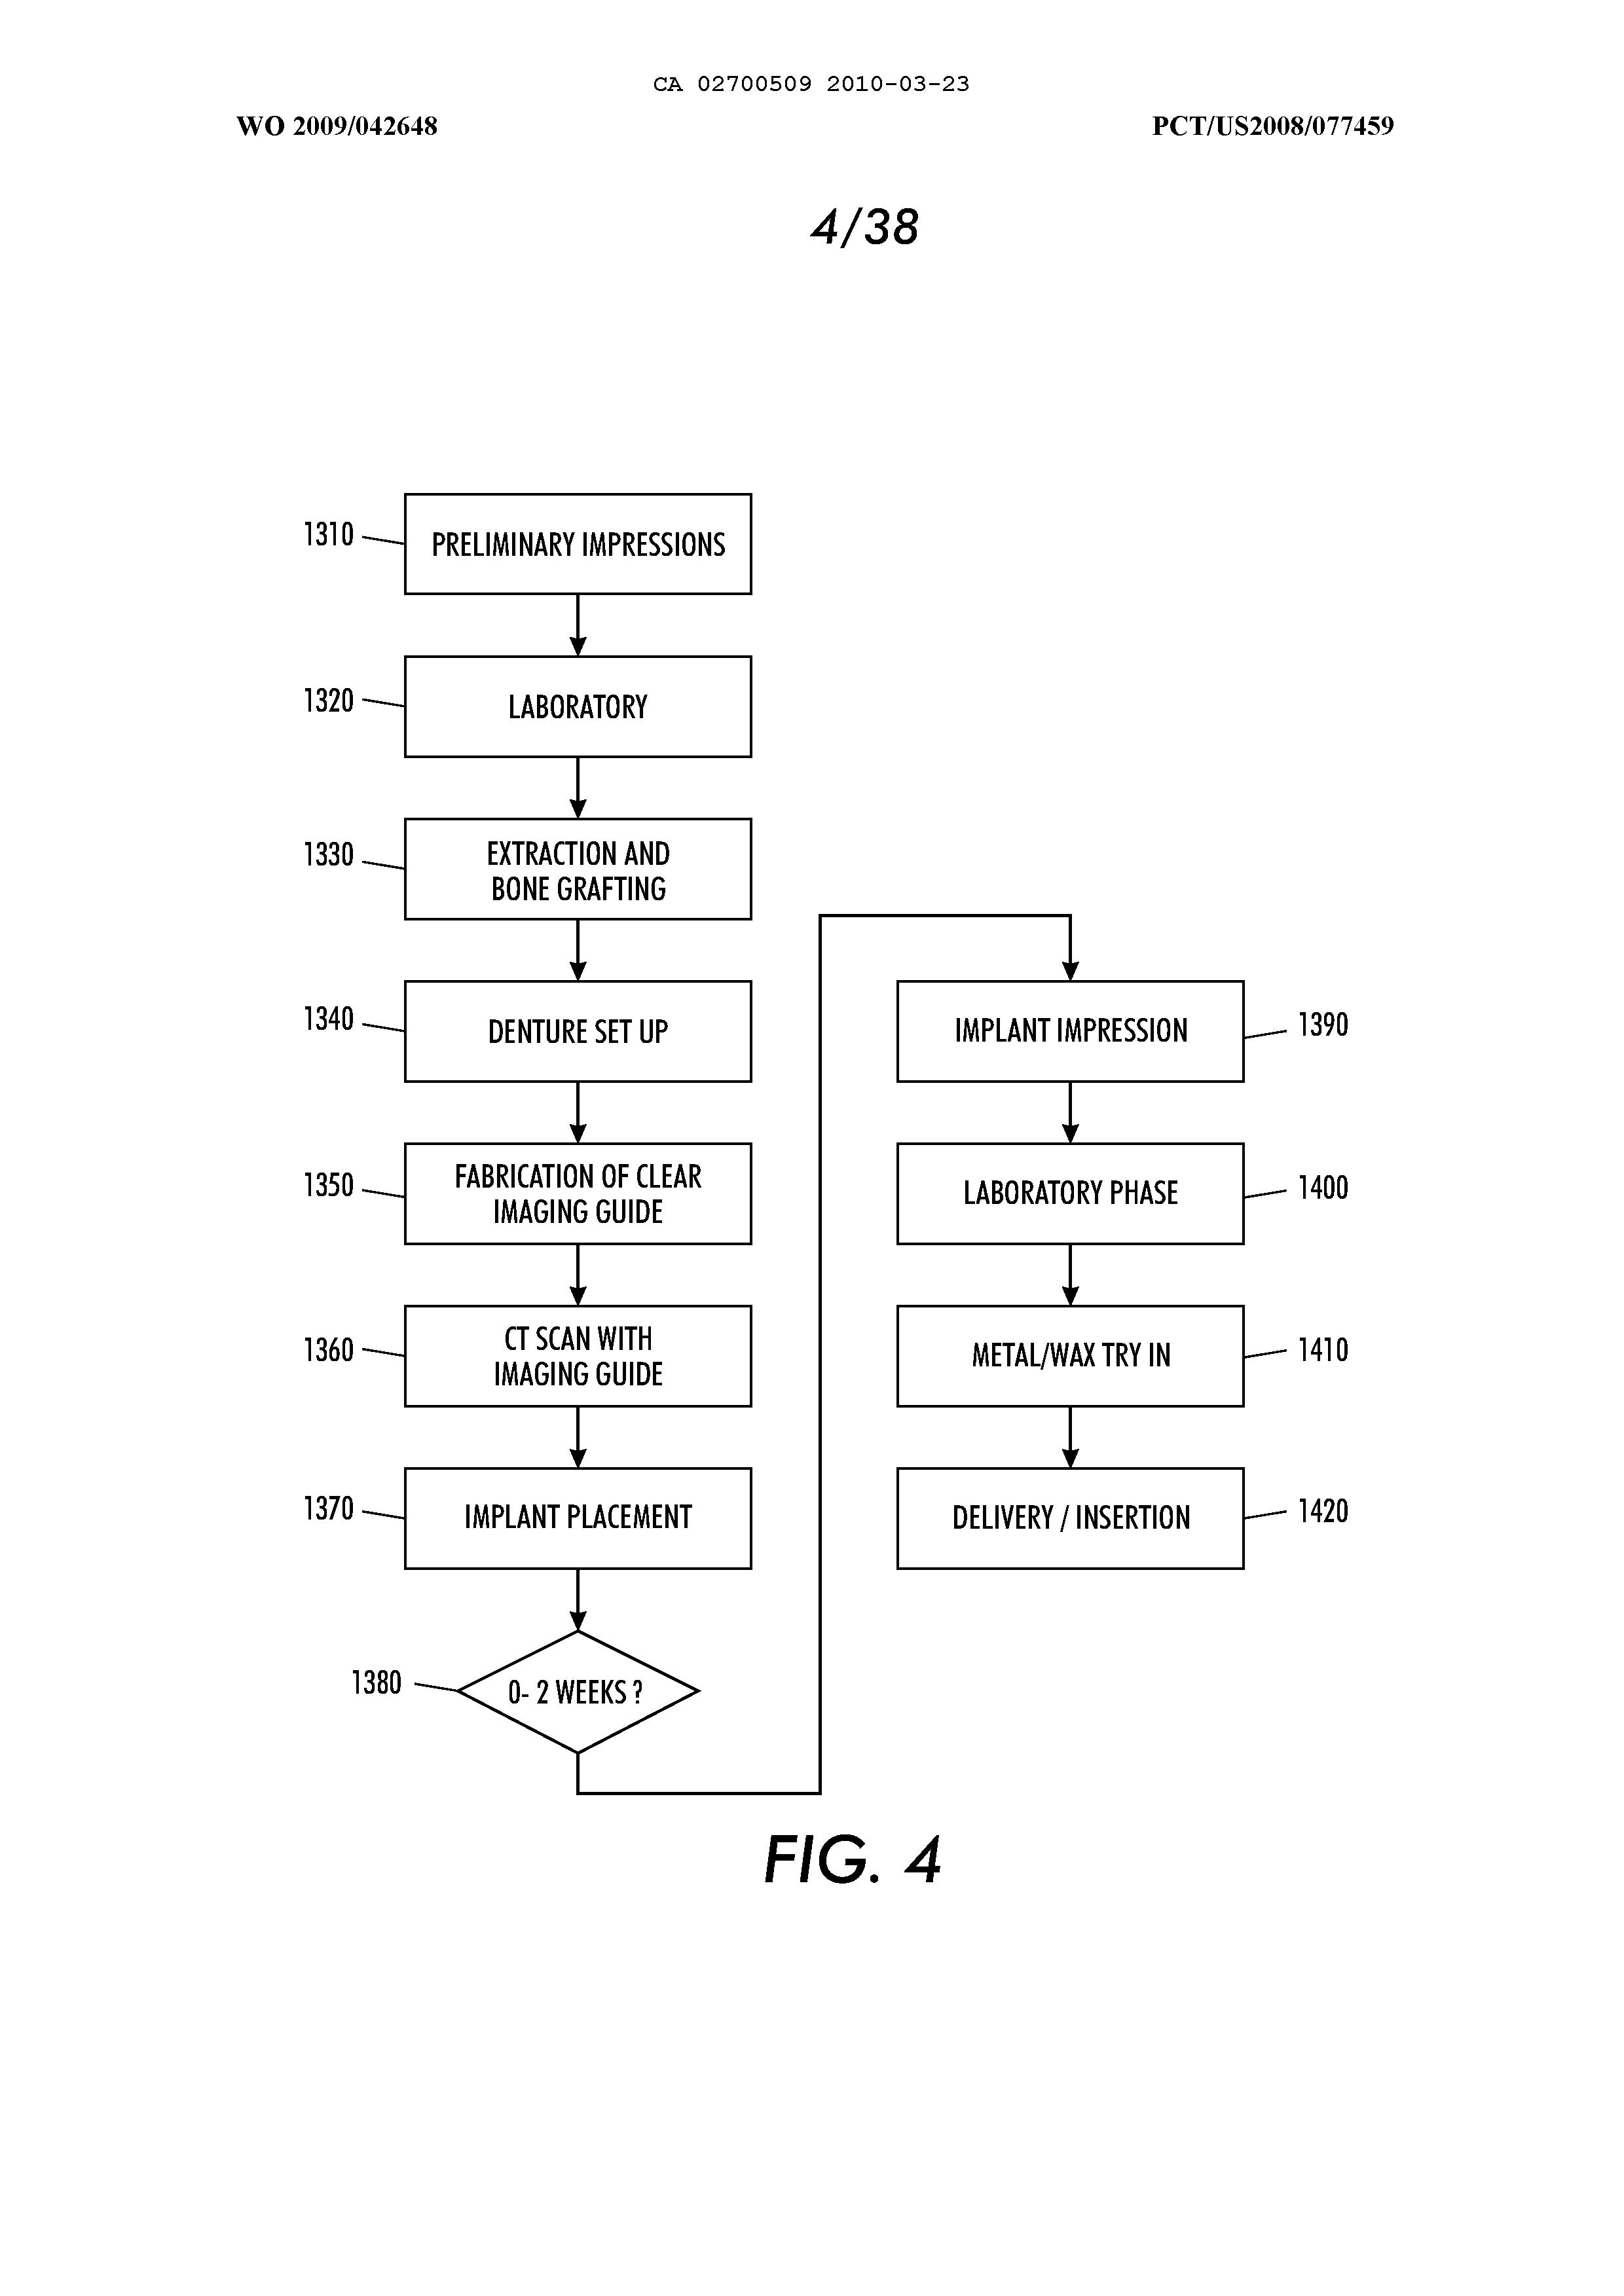 CA 02700509 2010-03-23
WO 2009/042648
PCT/US2008/077459
4/38
1310
PRELIMINARY IMPRESSIONS
1320
LABORATORY
1330
EXTRACTION AND
BONE GRAFTING
1340
DENTURE SET UP
1350
FABRICATION OF CLEAR
IMAGING GUIDE
1360
CT SCAN WITH
IMAGING GUIDE
1370
IMPLANT PLACEMENT
1380
0- 2 WEEKS ?
IMPLANT IMPRESSION
1390
LABORATORY PHASE
1400
METAL/WAX TRY IN
1410
DELIVERY / INSERTION
1420
FIG. 4